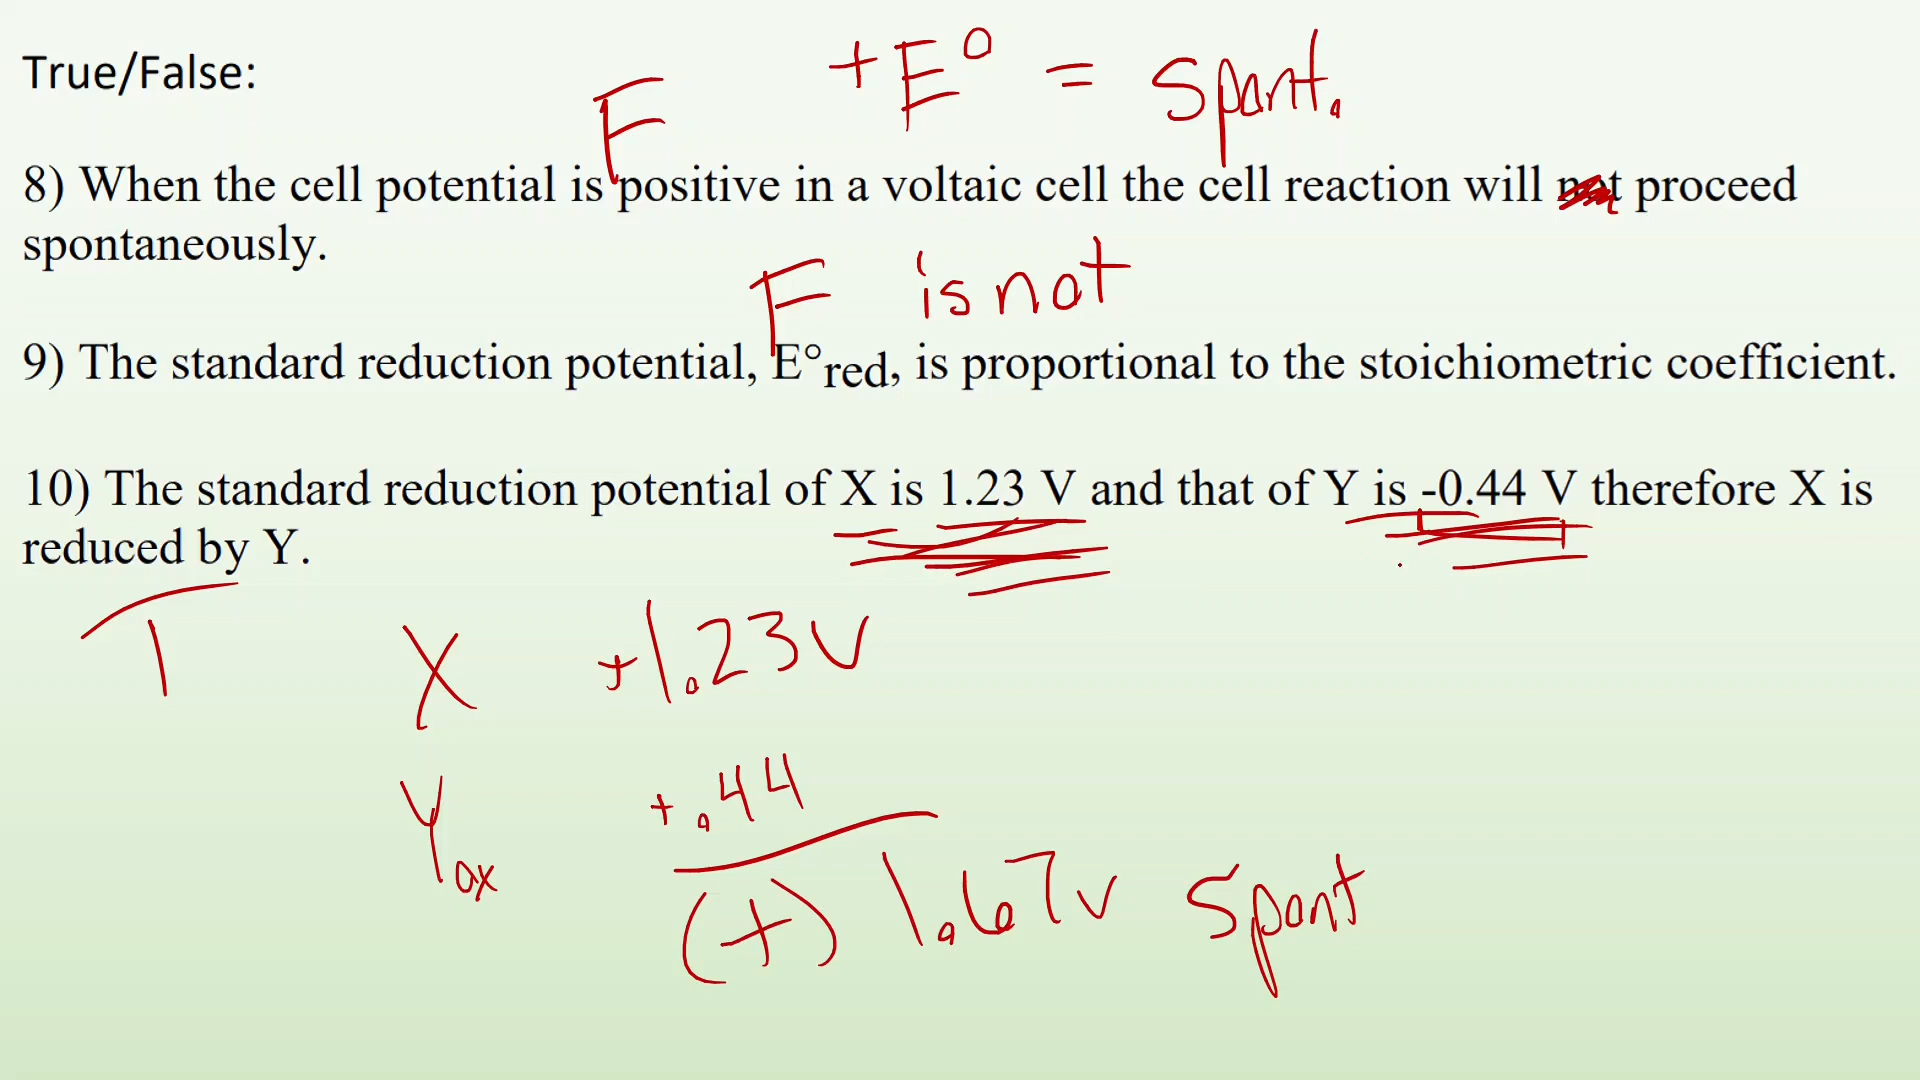 True/False:
F +E° = Spont.
8) When the cell potential is positive in a voltaic cell the cell reaction will not proceed
spontaneously.
F is not
9) The standard reduction potential, E°red, is proportional to the stoichiometric coefficient.
10) The standard reduction potential of X is 1.23 V and that of Y is -0.44 V therefore X is
reduced by Y.
T X +1.23V
Yox +.44
(+) 1.67v Spont